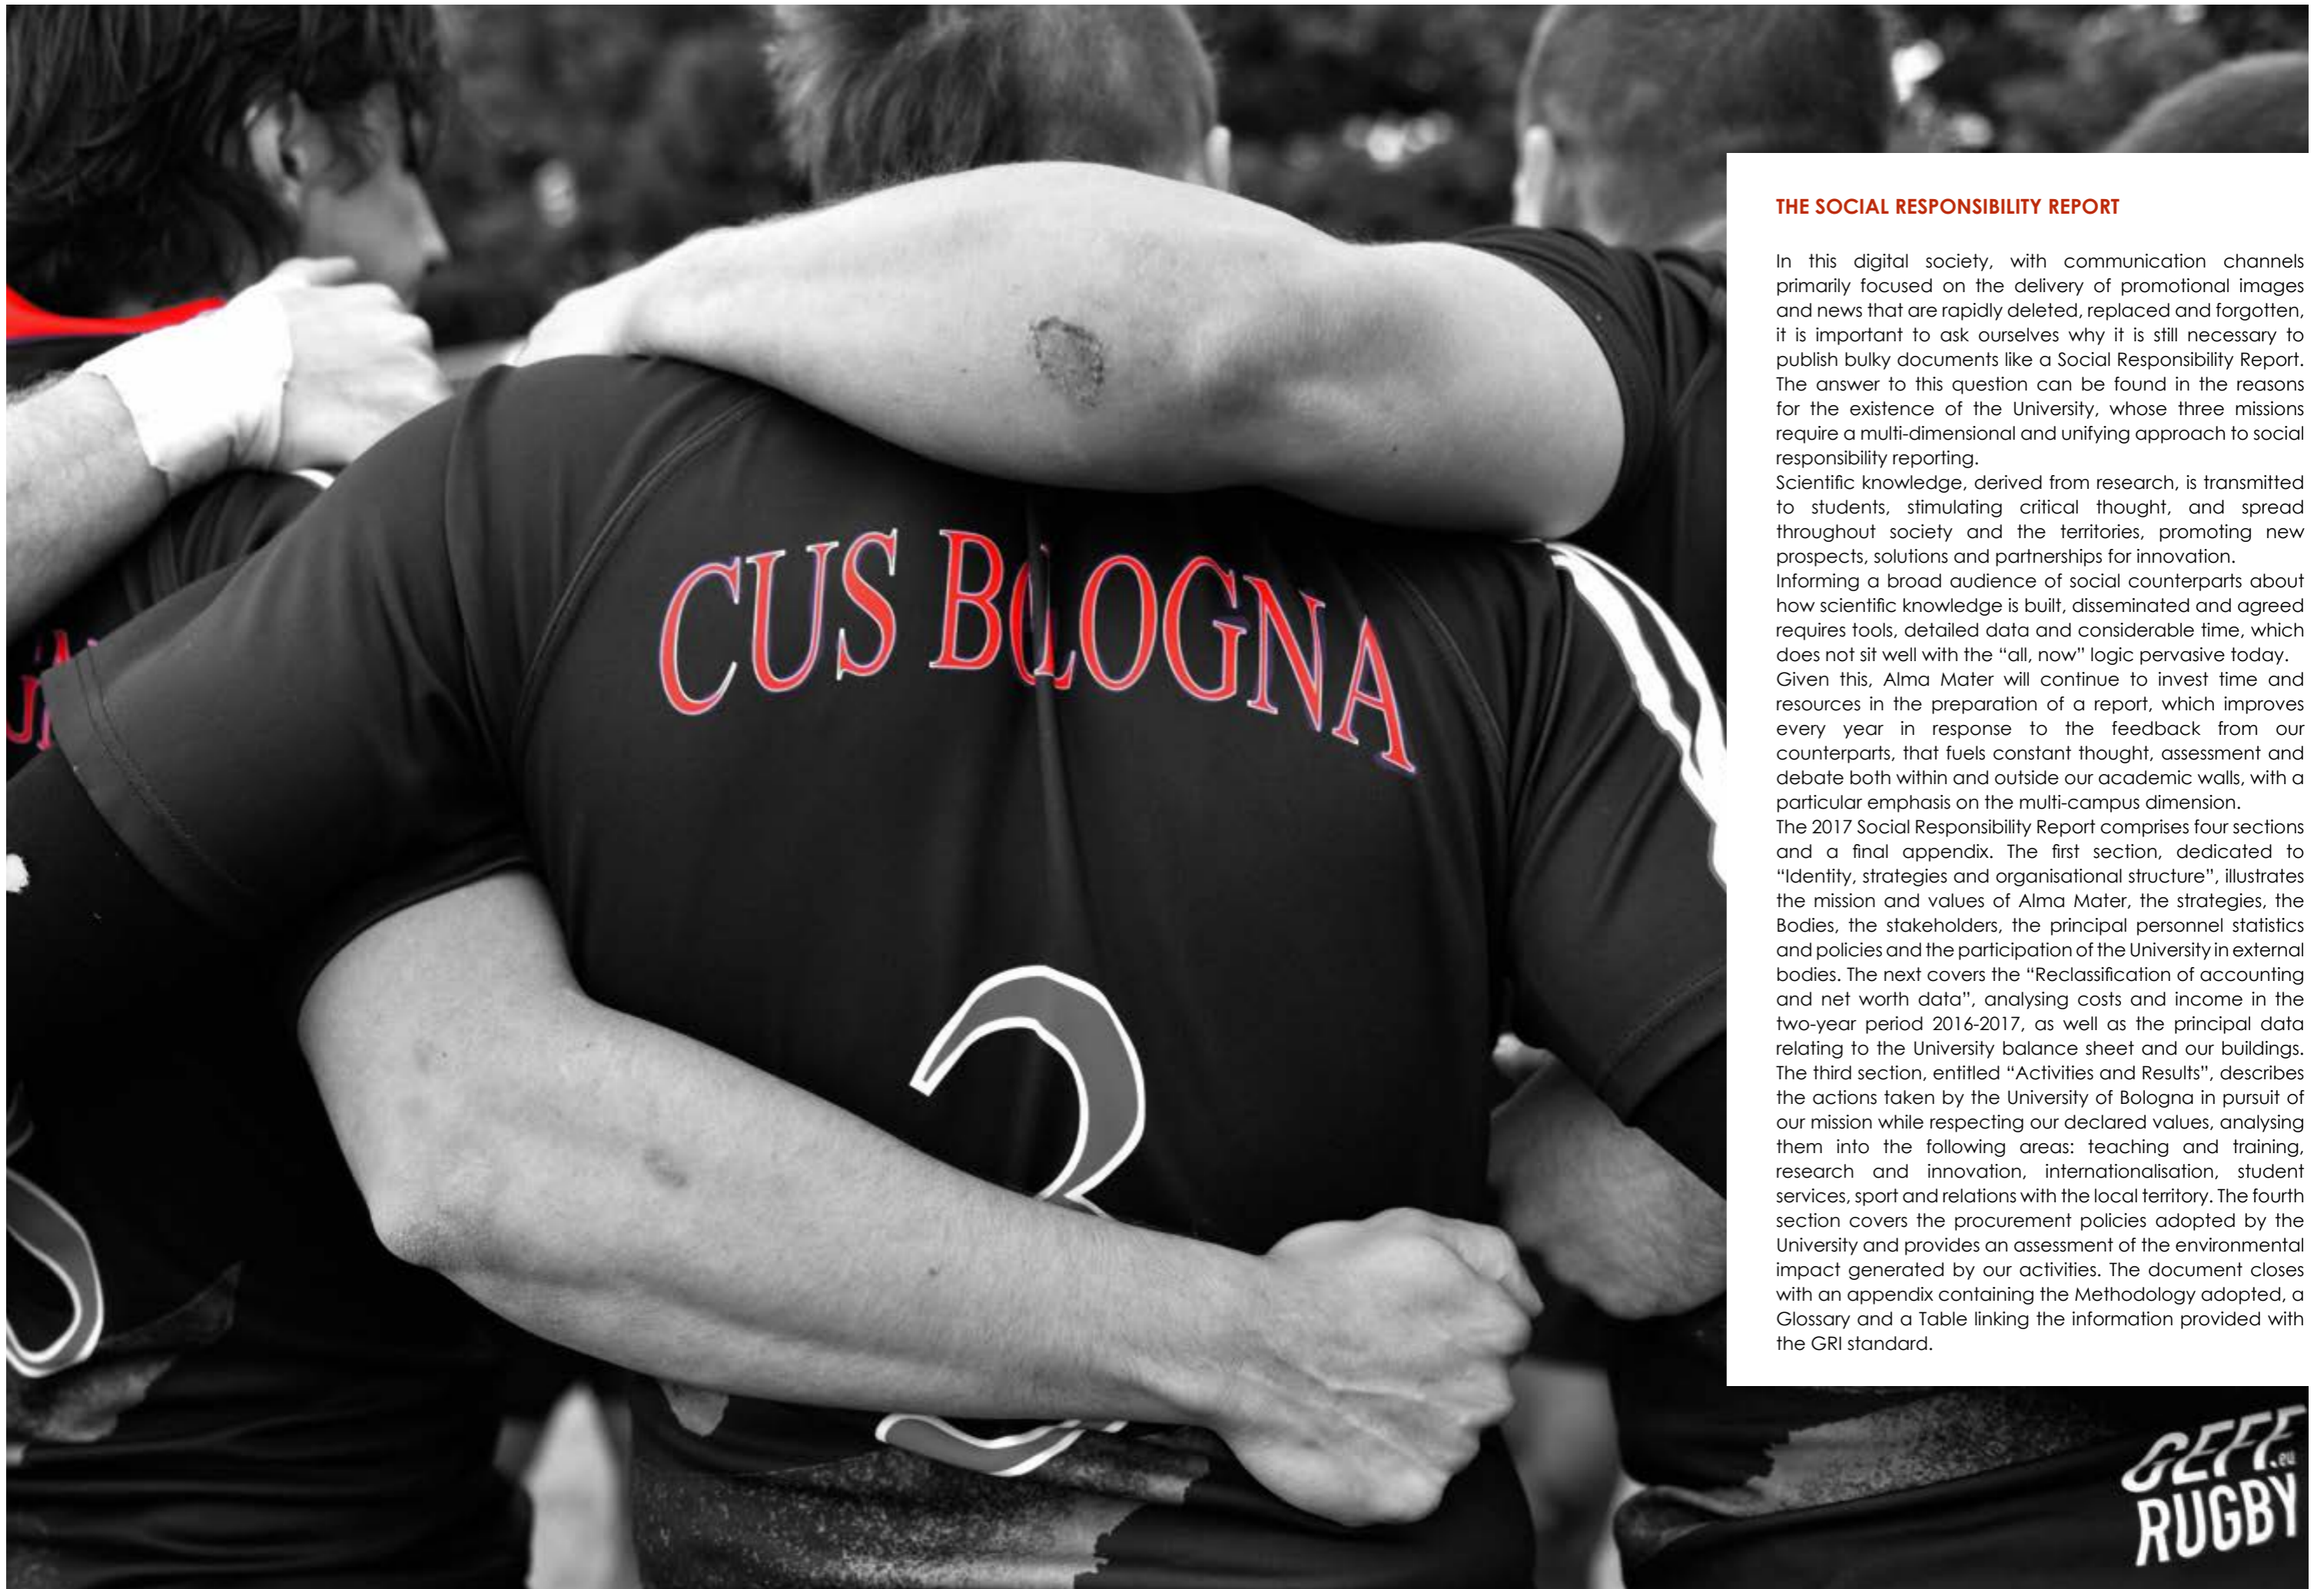 THE SOCIAL RESPONSIBILITY REPORT
In this digital society, with communication channels
primarily focused on the delivery of promotional images
and news that are rapidly deleted, replaced and forgotten,
it is important to ask ourselves why it is still necessary to
publish bulky documents like a Social Responsibility Report.
The answer to this question can be found in the reasons
for the existence of the University, whose three missions
require a multi-dimensional and unifying approach to social
responsibility reporting.
Scientific knowledge, derived from research, is transmitted
to students, stimulating critical thought, and spread
throughout society and the territories, promoting new
prospects, solutions and partnerships for innovation.
Informing a broad audience of social counterparts about
how scientific knowledge is built, disseminated and agreed
requires tools, detailed data and considerable time, which
does not sit well with the “all, now” logic pervasive today.
Given this, Alma Mater will continue to invest time and
resources in the preparation of a report, which improves
every year in response to the feedback from our
counterparts, that fuels constant thought, assessment and
debate both within and outside our academic walls, with a
particular emphasis on the multi-campus dimension.
The 2017 Social Responsibility Report comprises four sections
and a final appendix. The first section, dedicated to
“Identity, strategies and organisational structure”, illustrates
the mission and values of Alma Mater, the strategies, the
Bodies, the stakeholders, the principal personnel statistics
and policies and the participation of the University in external
bodies. The next covers the “Reclassification of accounting
and net worth data”, analysing costs and income in the
two-year period 2016-2017, as well as the principal data
relating to the University balance sheet and our buildings.
The third section, entitled “Activities and Results”, describes
the actions taken by the University of Bologna in pursuit of
our mission while respecting our declared values, analysing
them into the following areas: teaching and training,
research and innovation, internationalisation, student
services, sport and relations with the local territory. The fourth
section covers the procurement policies adopted by the
University and provides an assessment of the environmental
impact generated by our activities. The document closes
with an appendix containing the Methodology adopted, a
Glossary and a Table linking the information provided with
the GRI standard.
CUS BOLOGNA
3
GEFF.eu
RUGBY